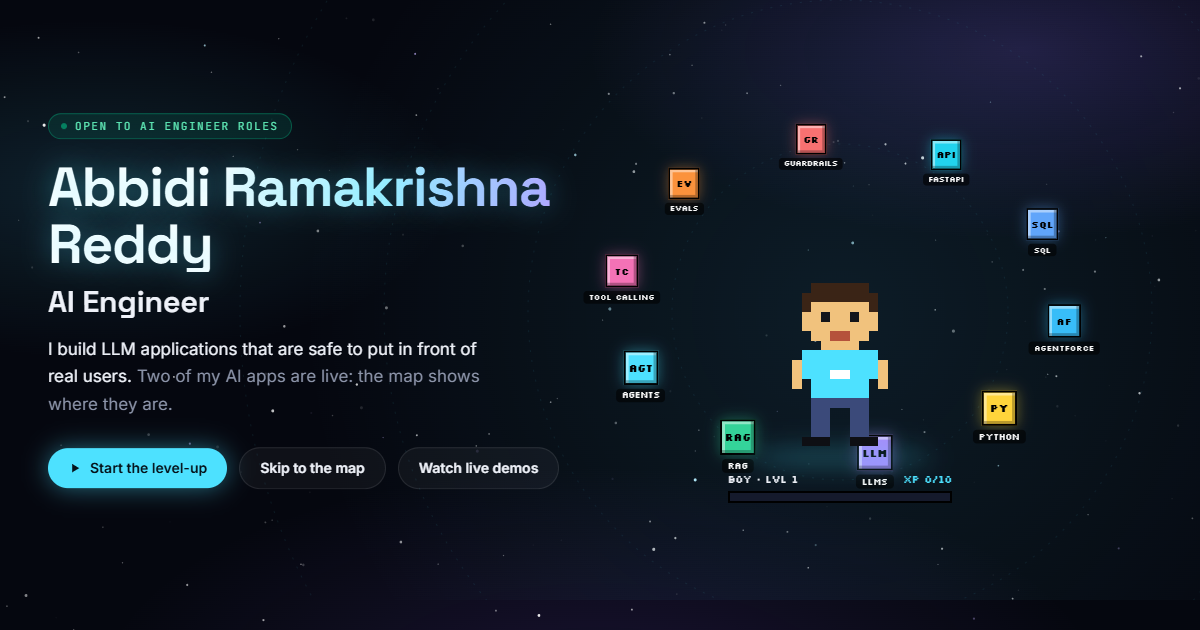 OPEN TO AI ENGINEER ROLES
Abbidi Ramakrishna
Reddy
AI Engineer
I build LLM applications that are safe to put in front of
real users. Two of my AI apps are live: the map shows
where they are.
Start the level-up
Skip to the map
Watch live demos
GR
GUARDRAILS
API
FASTAPI
EV
EVALS
SQL
SQL
TC
TOOL CALLING
AF
AGENTFORCE
AGT
AGENTS
PY
PYTHON
RAG
RAG
LLM
LLMS
BOY · LVL 1
XP 0/10